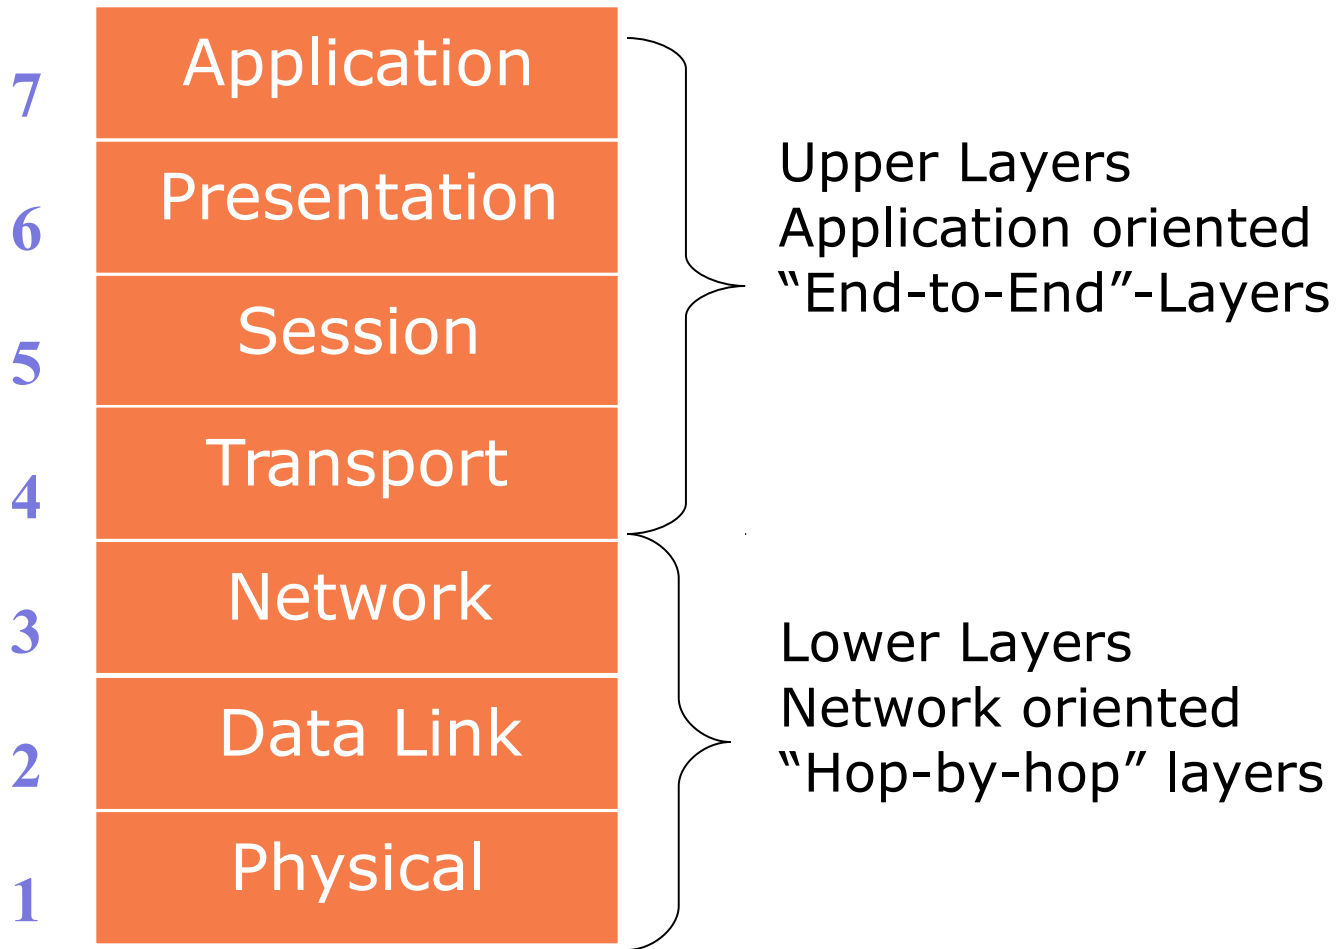 7 Application
6 Presentation
5 Session
4 Transport
3 Network
2 Data Link
1 Physical
Upper Layers
Application oriented
“End-to-End”-Layers
Lower Layers
Network oriented
“Hop-by-hop” layers